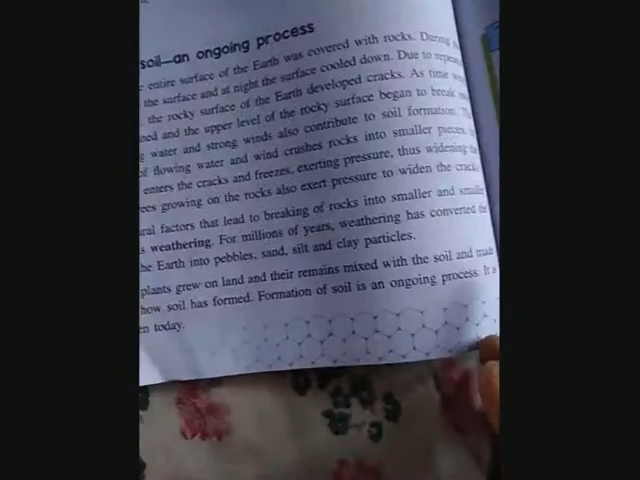 soil—an ongoing process
entire surface of the Earth was covered with rocks. During
the surface and at night the surface cooled down. Due to
the rocky surface of the Earth developed cracks. As time
and the upper level of the rocky surface began to break
water and strong winds also contribute to soil formation.
of flowing water and wind crushes rocks into smaller pieces.
enters the cracks and freezes, exerting pressure, thus widening
growing on the rocks also exert pressure to widen the cracks
factors that lead to breaking of rocks into smaller and smaller
weathering. For millions of years, weathering has converted the
the Earth into pebbles, sand, silt and clay particles.
plants grew on land and their remains mixed with the soil and made
how soil has formed. Formation of soil is an ongoing process. It
today.